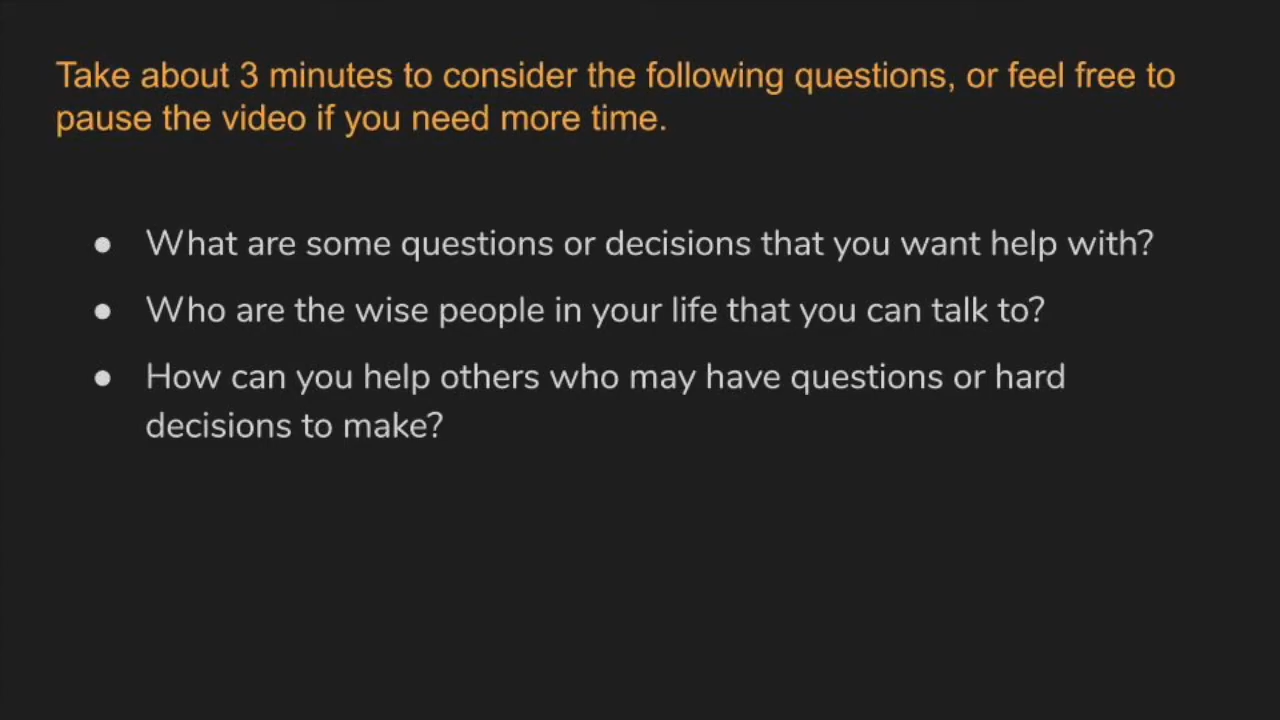 Take about 3 minutes to consider the following questions, or feel free to
pause the video if you need more time.
● What are some questions or decisions that you want help with?
● Who are the wise people in your life that you can talk to?
● How can you help others who may have questions or hard
decisions to make?